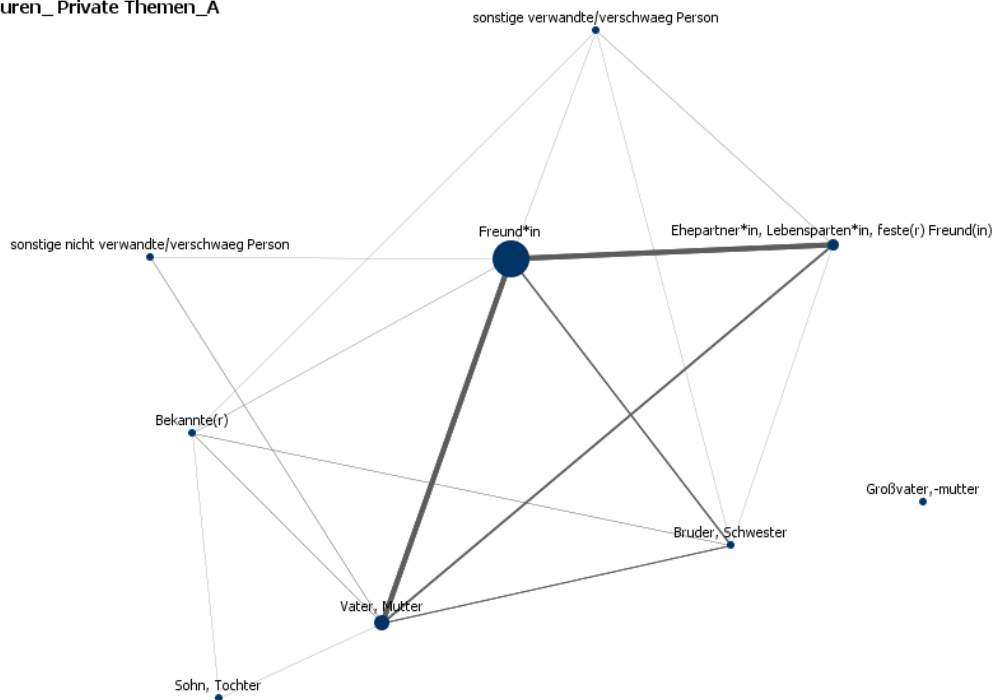 uren_ Private Themen_A
sonstige verwandte/verschwaeg Person
Freund*in
Ehepartner*in, Lebensparten*in, feste(r) Freund(in)
sonstige nicht verwandte/verschwaeg Person
Bekannte(r)
Großvater,-mutter
Bruder, Schwester
Vater, Mutter
Sohn, Tochter